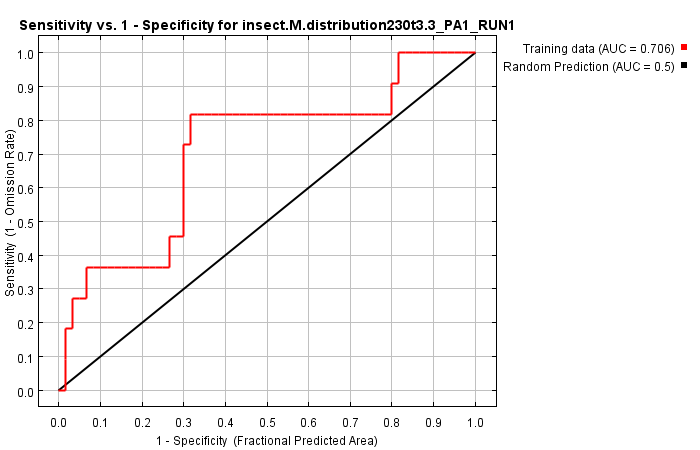 Sensitivity vs. 1 - Specificity for insect.M.distribution230t3.3_PA1_RUN1
Training data (AUC = 0.706)
Random Prediction (AUC = 0.5)
Sensitivity (1 - Omission Rate)
1.0
0.9
0.8
0.7
0.6
0.5
0.4
0.3
0.2
0.1
0.0
0.0 0.1 0.2 0.3 0.4 0.5 0.6 0.7 0.8 0.9 1.0
1 - Specificity (Fractional Predicted Area)